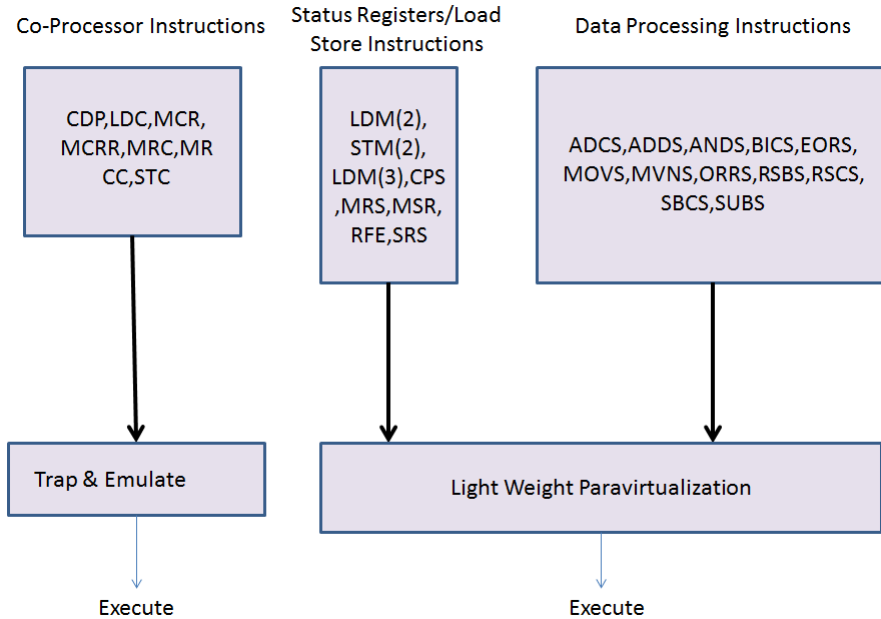 Co-Processor Instructions
Status Registers/Load
Store Instructions
Data Processing Instructions
CDP,LDC,MCR,
MCRR,MRC,MR
CC,STC
LDM(2),
STM(2),
LDM(3),CPS
,MRS,MSR,
RFE,SRS
ADCS,ADDS,ANDS,BICS,EORS,
MOVS,MVNS,ORRS,RSBS,RSCS,
SBCS,SUBS
Trap & Emulate
Light Weight Paravirtualization
Execute
Execute